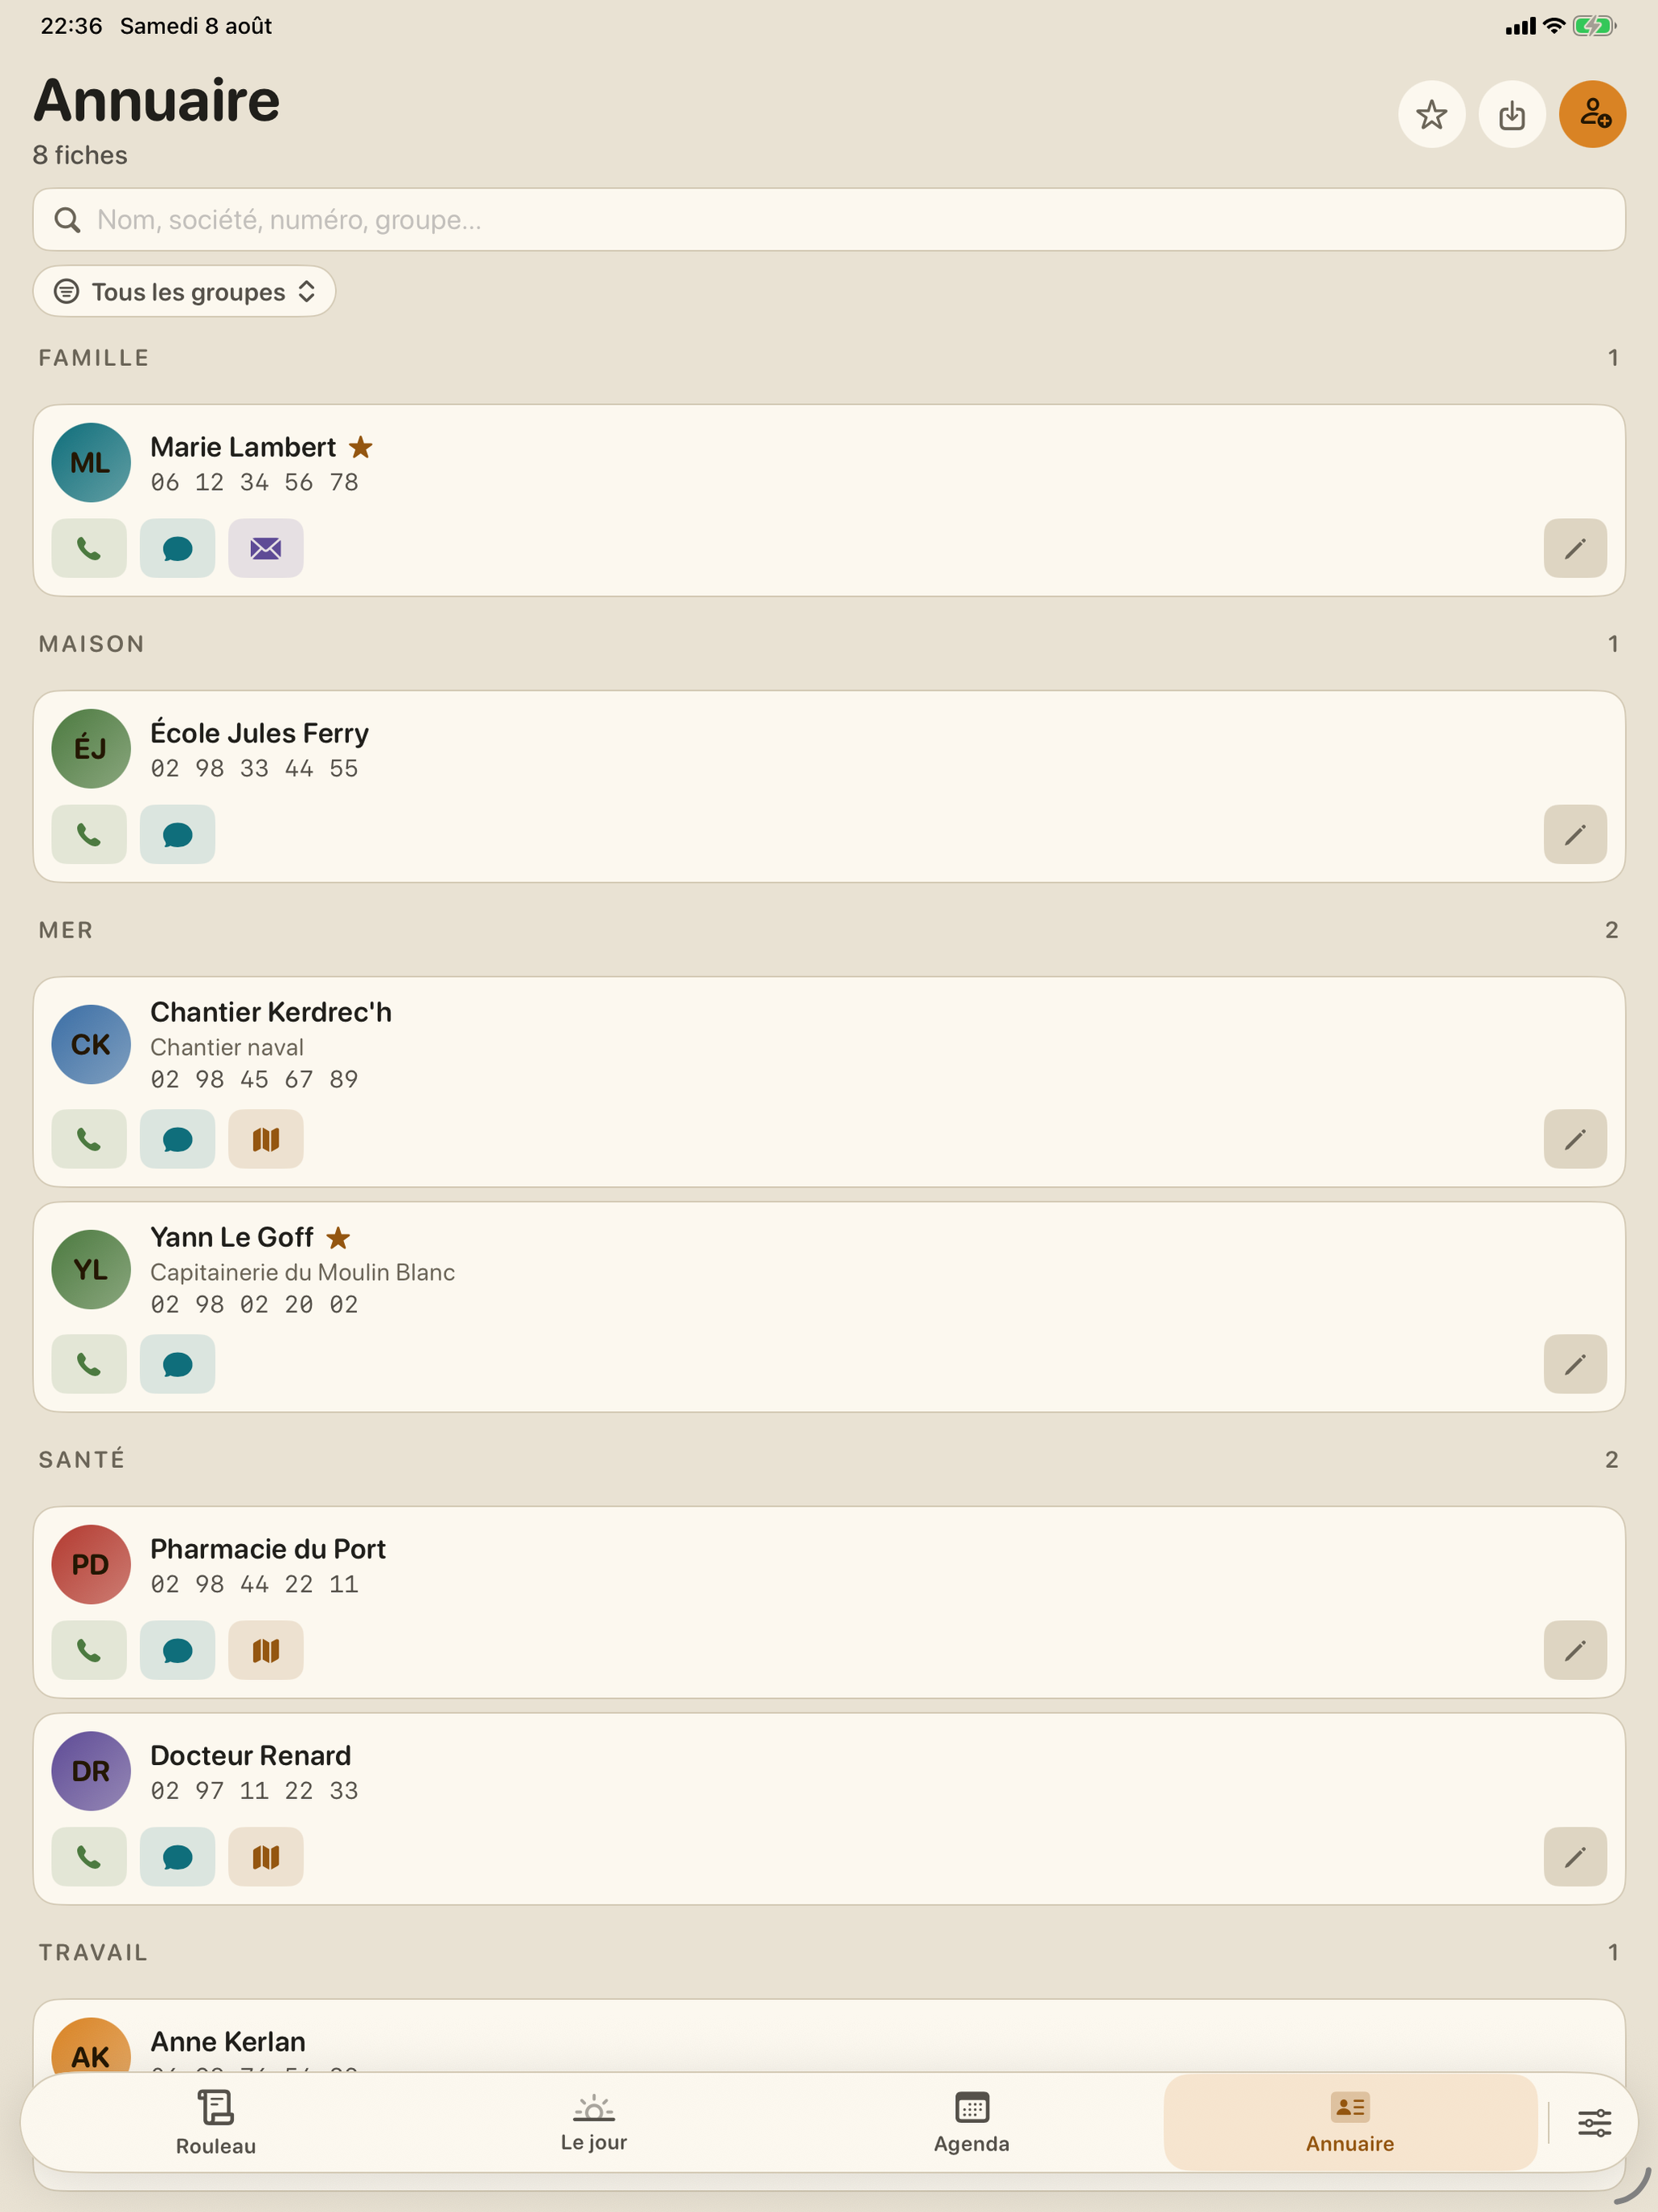 22:36 Samedi 8 août
Annuaire
8 fiches
Nom, société, numéro, groupe...
Tous les groupes
FAMILLE 1
ML
Marie Lambert
06 12 34 56 78
MAISON 1
ÉJ
École Jules Ferry
02 98 33 44 55
MER 2
CK
Chantier Kerdrec'h
Chantier naval
02 98 45 67 89
YL
Yann Le Goff
Capitainerie du Moulin Blanc
02 98 02 20 02
SANTÉ 2
PD
Pharmacie du Port
02 98 44 22 11
DR
Docteur Renard
02 97 11 22 33
TRAVAIL 1
AK
Anne Kerlan
Rouleau
Le jour
Agenda
Annuaire